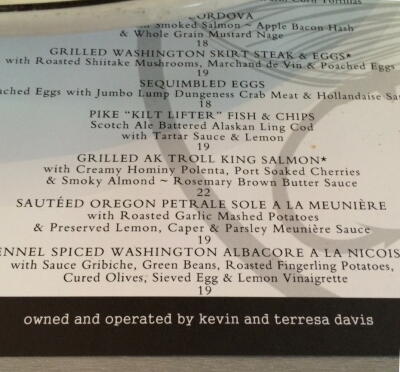 CORDOVA
Smoked Salmon ~ Apple Bacon Hash
& Whole Grain Mustard Nage
18
GRILLED WASHINGTON SKIRT STEAK & EGGS*
with Roasted Shiitake Mushrooms, Marchand de Vin & Poached Eggs
19
SEQUIMBLED EGGS
Eggs with Jumbo Lump Dungeness Crab Meat & Hollandaise
18
PIKE "KILT LIFTER" FISH & CHIPS
Scotch Ale Battered Alaskan Ling Cod
with Tartar Sauce & Lemon
19
GRILLED AK TROLL KING SALMON*
with Creamy Hominy Polenta, Port Soaked Cherries
& Smoky Almond ~ Rosemary Brown Butter Sauce
22
SAUTÉED OREGON PETRALE SOLE A LA MEUNIÈRE
with Roasted Garlic Mashed Potatoes
& Preserved Lemon, Caper & Parsley Meunière Sauce
19
SPICED WASHINGTON ALBACORE A LA
with Sauce Gribiche, Green Beans, Roasted Fingerling Potatoes,
Cured Olives, Sieved Egg & Lemon Vinaigrette
19
owned and operated by kevin and terresa davis